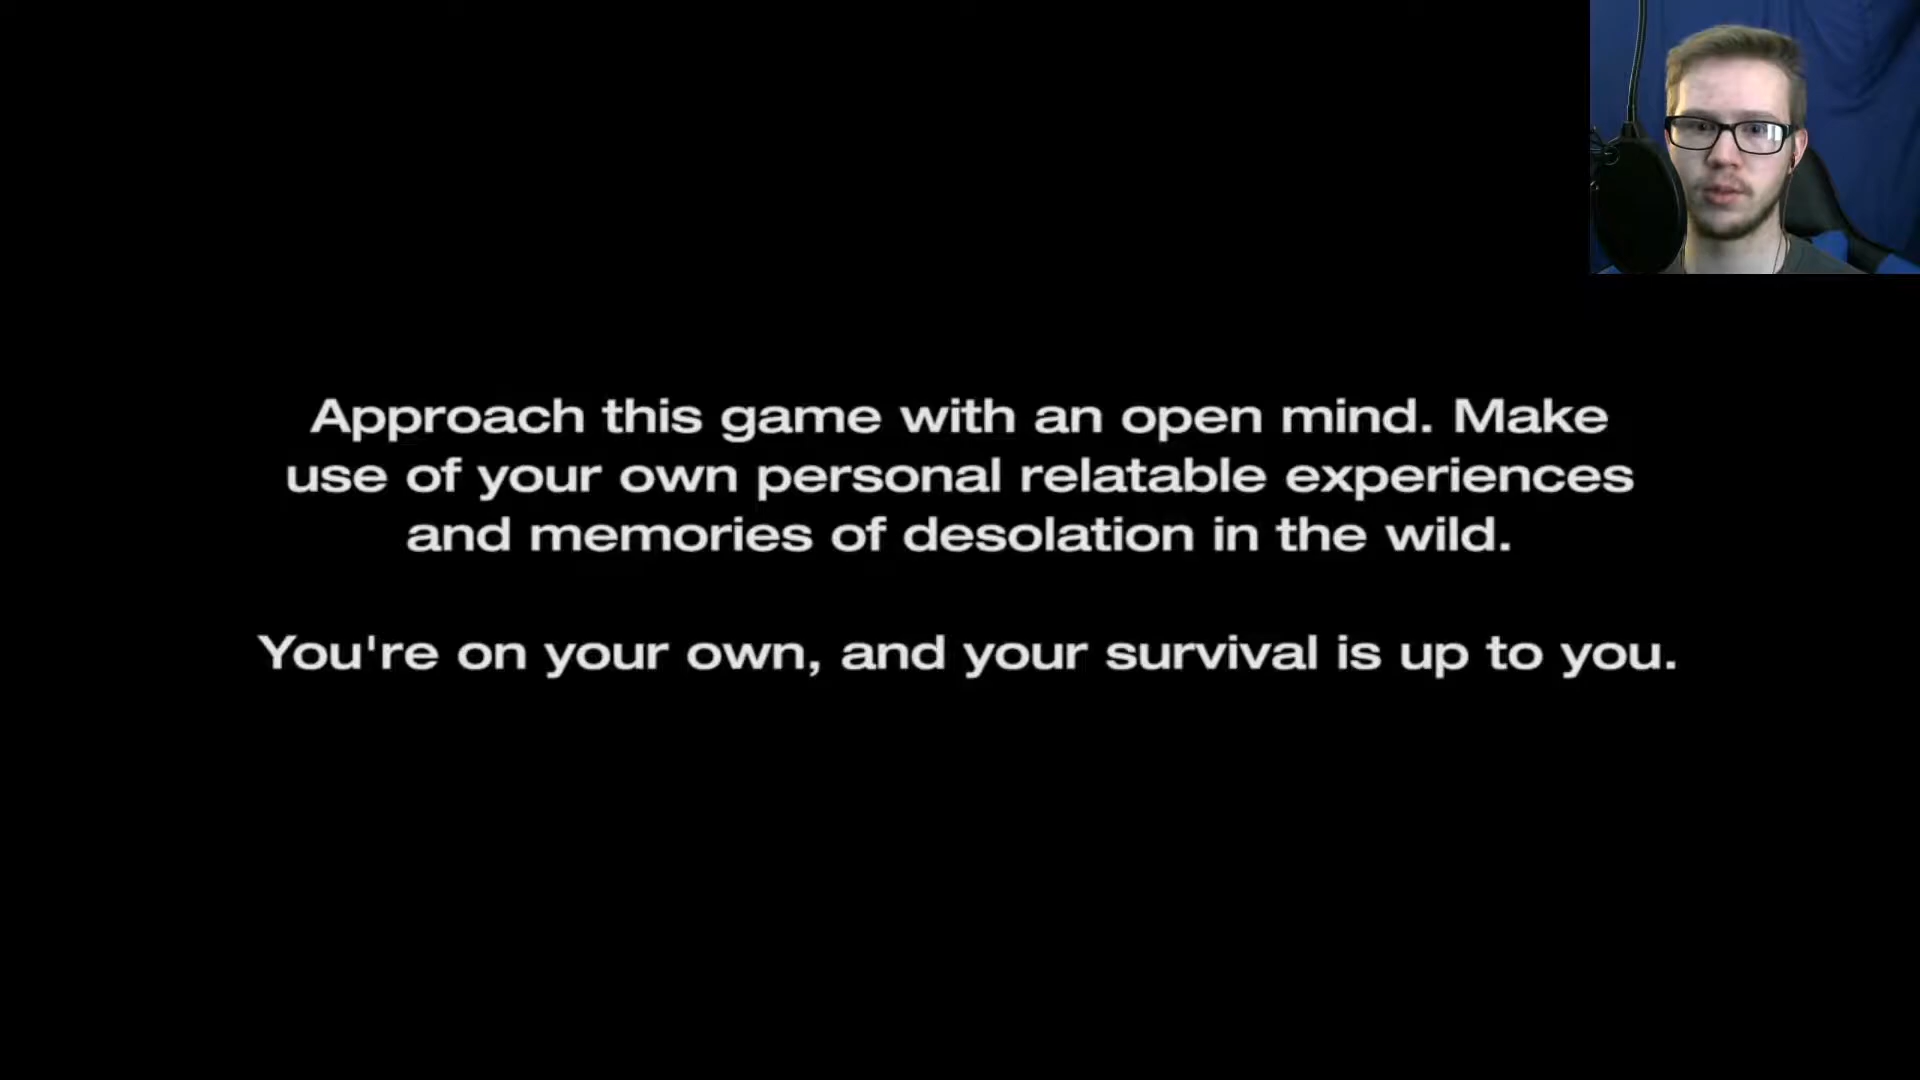 Approach this game with an open mind. Make
use of your own personal relatable experiences
and memories of desolation in the wild.
You're on your own, and your survival is up to you.